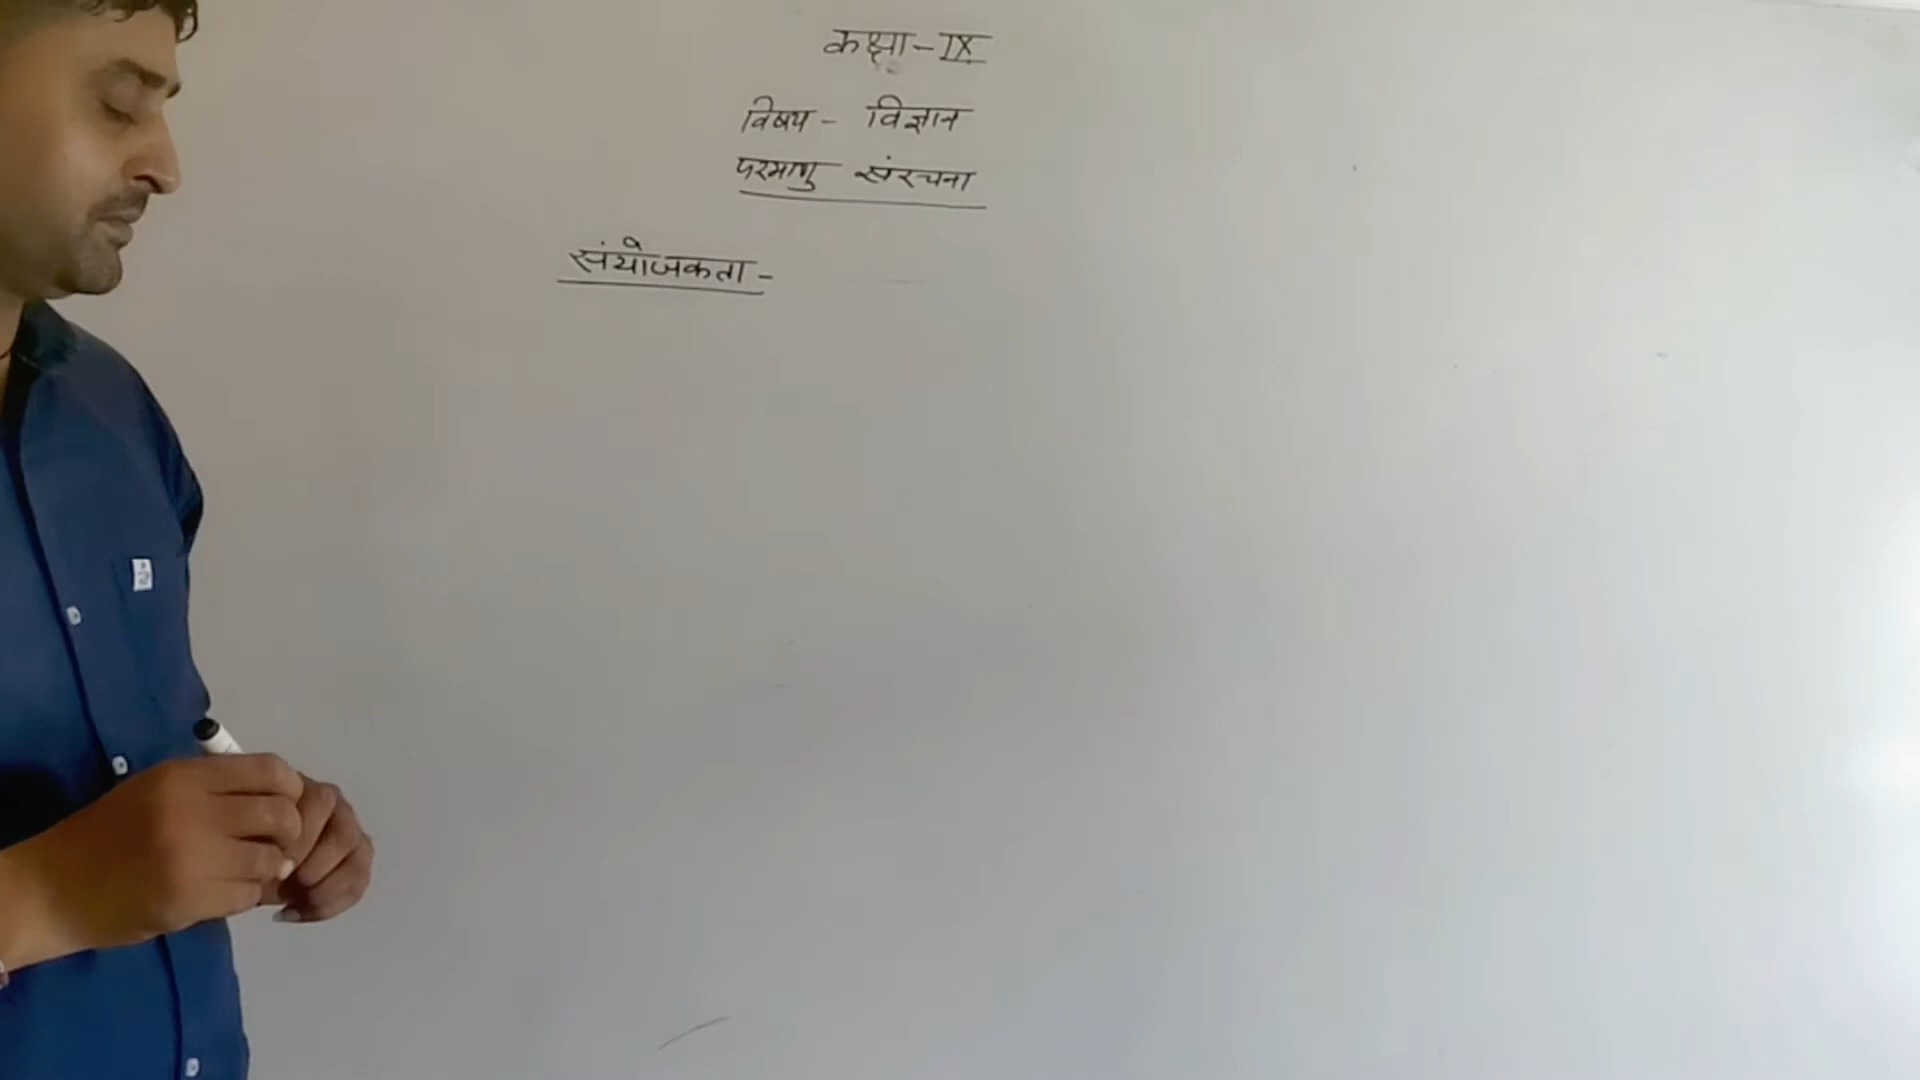 कक्षा - IX
विषय - विज्ञान
परमाणु संरचना
संयोजकता -